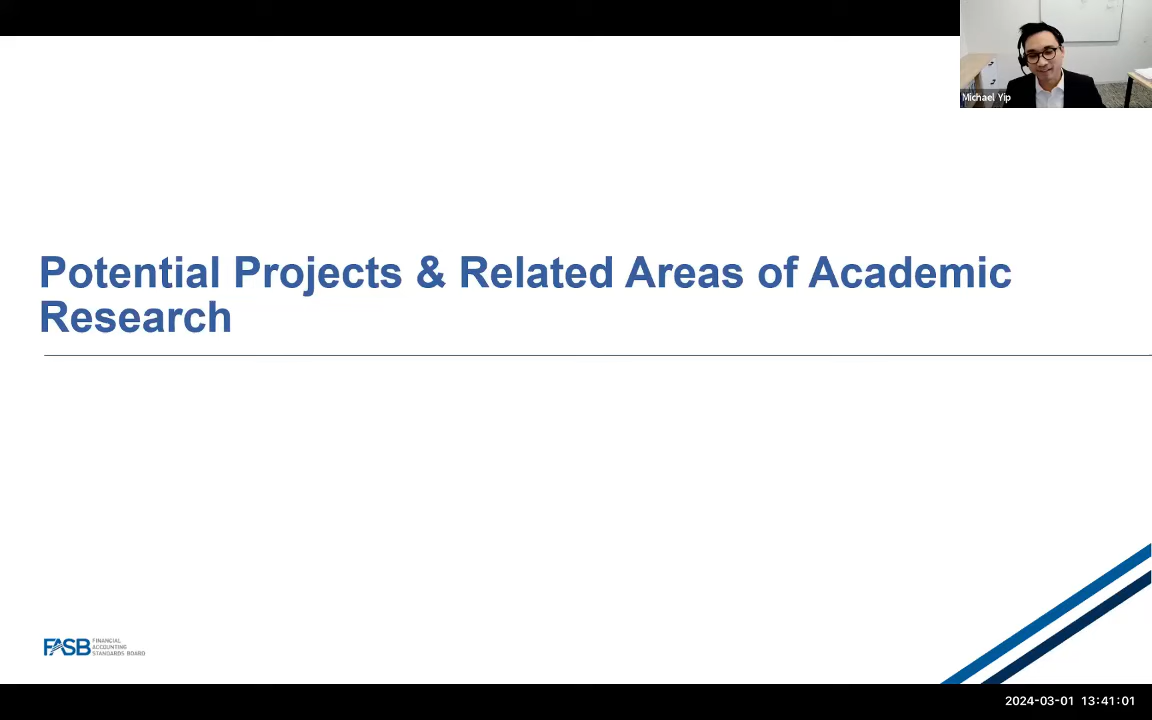 Michael Yip
Potential Projects & Related Areas of Academic
Research
FASB
FINANCIAL
ACCOUNTING
STANDARDS BOARD
2024-03-01 13:41:01